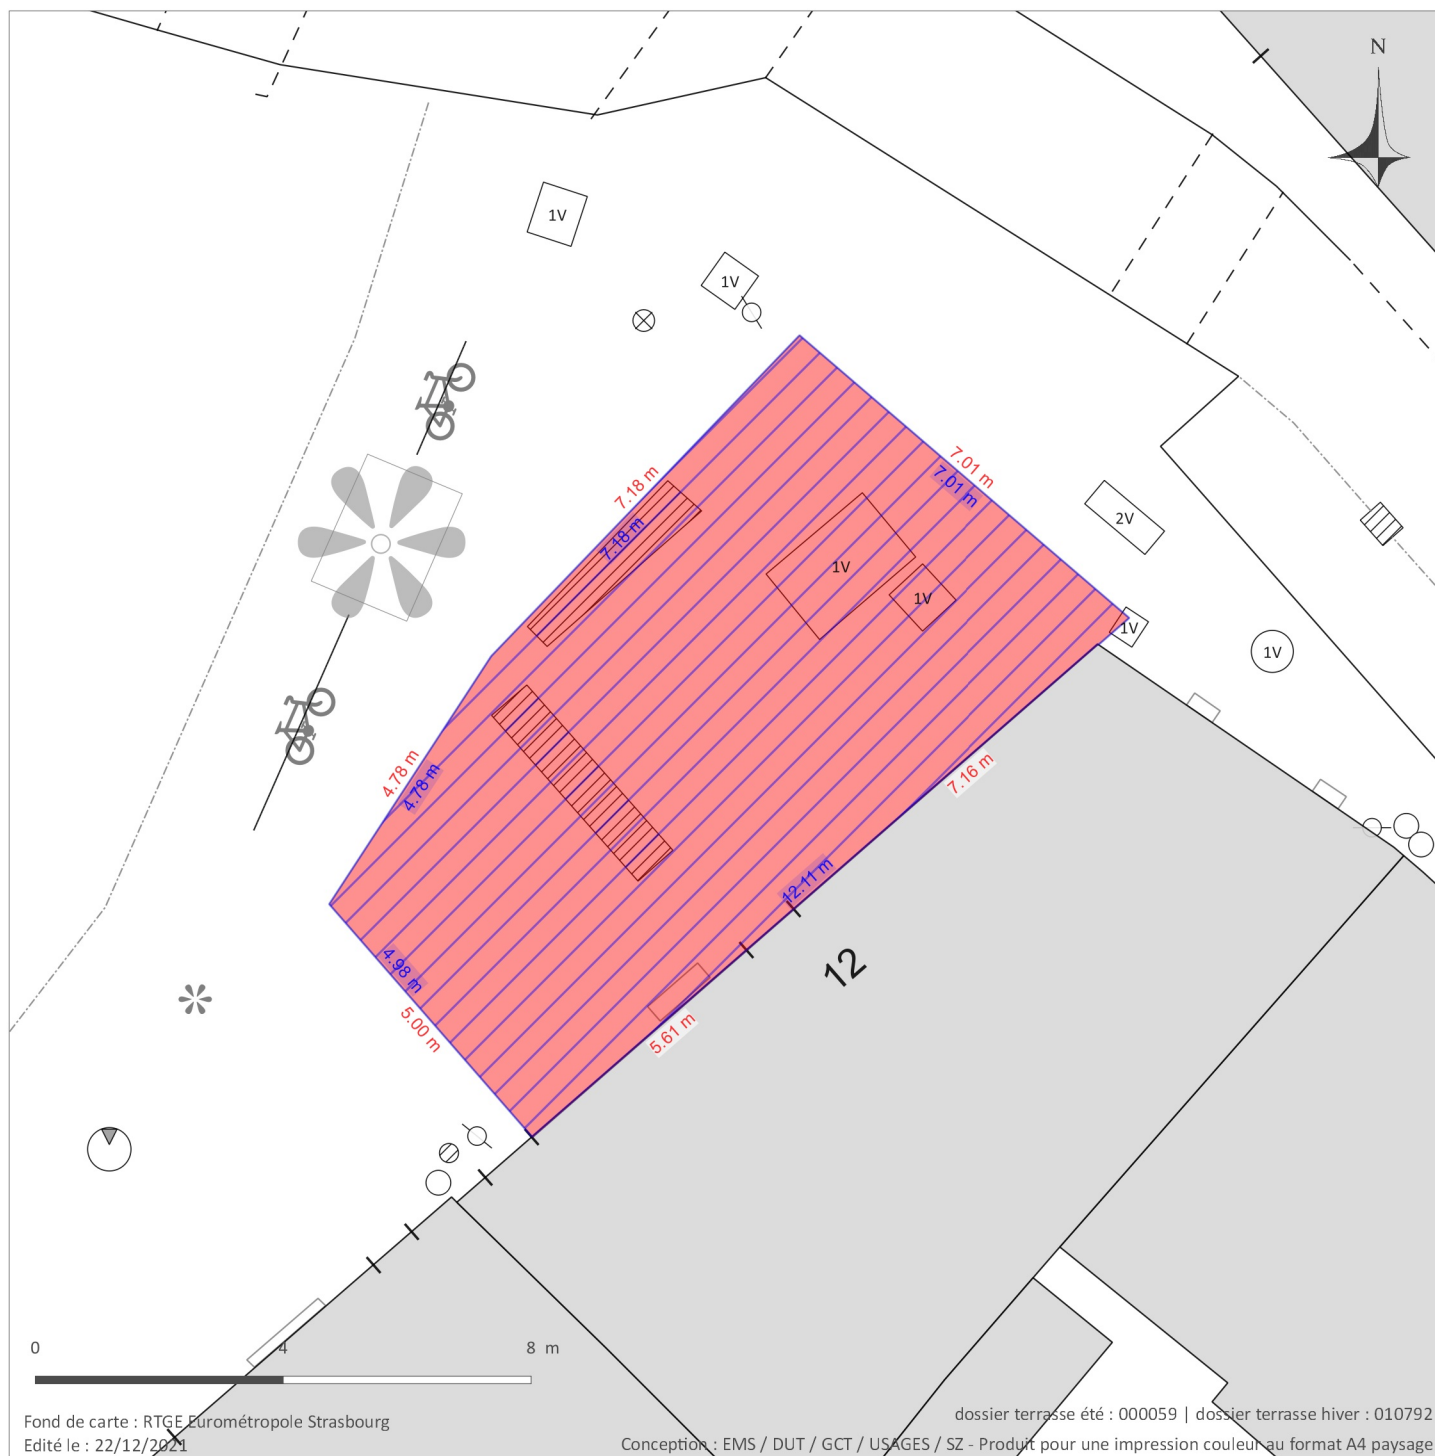 N
1V
1V
7.01 m
7.01 m
7.18 m
7.18 m
2V
1V
1V
1V
1V
4.78 m
4.78 m
7.16 m
12.11 m
12
4.98 m
5.00 m
5.61 m
0 4 8 m
Fond de carte : RTGE Eurométropole Strasbourg
Edité le : 22/12/2021
dossier terrasse été : 000059 | dossier terrasse hiver : 010792
Conception : EMS / DUT / GCT / USAGES / SZ - Produit pour une impression couleur au format A4 paysage